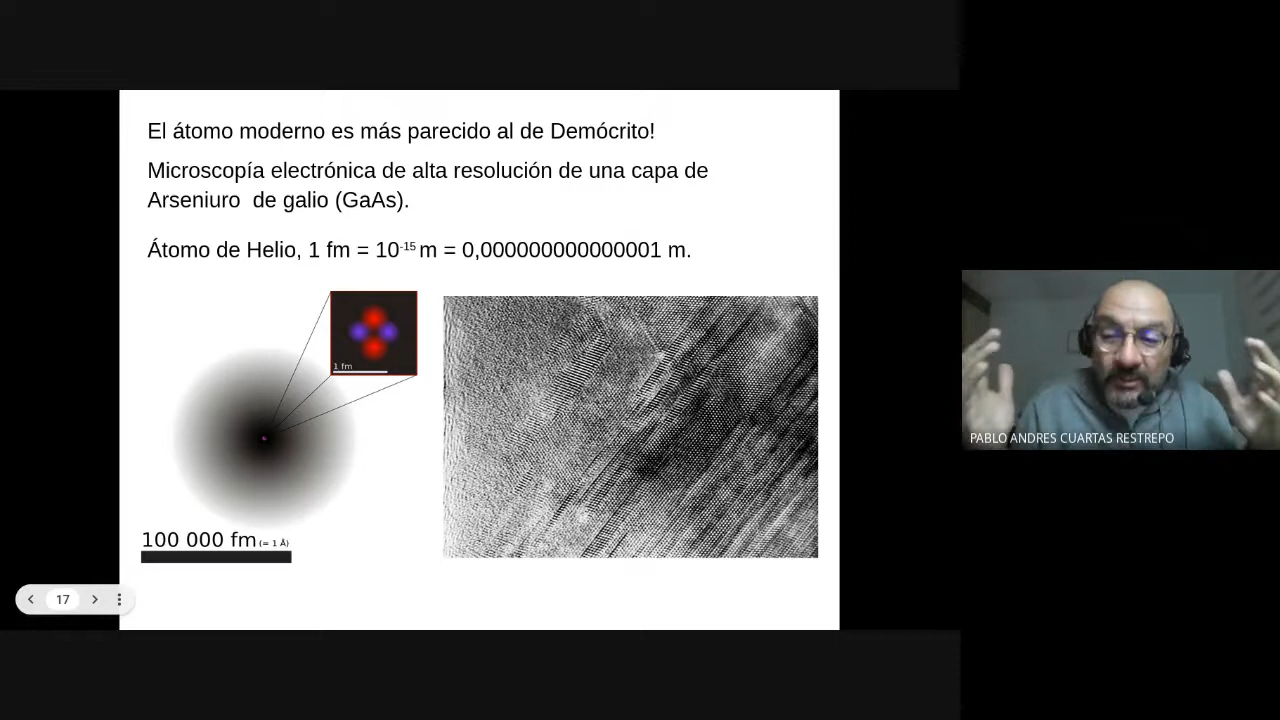 El átomo moderno es más parecido al de Demócrito!
Microscopía electrónica de alta resolución de una capa de
Arseniuro  de galio (GaAs).
Átomo de Helio, 1 fm = 10-15 m = 0,000000000000001 m.
1 fm
100 000 fm (= 1 Å)
17
PABLO ANDRES CUARTAS RESTREPO